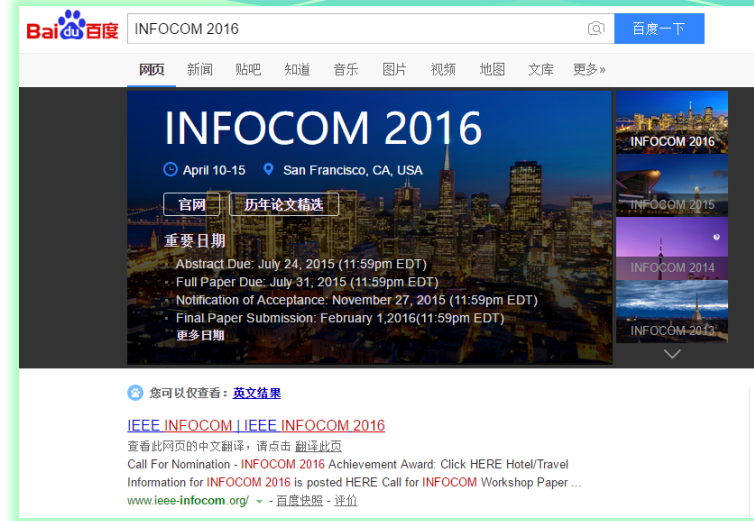 Bai du 百度
INFOCOM 2016
百度一下
网页 新闻 贴吧 知道 音乐 图片 视频 地图 文库 更多»
INFOCOM 2016
April 10-15 San Francisco, CA, USA
官网 历年论文精选
重要日期
Abstract Due: July 24, 2015 (11:59pm EDT)
Full Paper Due: July 31, 2015 (11:59pm EDT)
Notification of Acceptance: November 27, 2015 (11:59pm EDT)
Final Paper Submission: February 1,2016(11:59pm EDT)
更多日期
INFOCOM 2016
INFOCOM 2015
INFOCOM 2014
INFOCOM 2013
您可以仅查看：英文结果
IEEE INFOCOM | IEEE INFOCOM 2016
查看此网页的中文翻译，请点击 翻译此页
Call For Nomination - INFOCOM 2016 Achievement Award: Click HERE Hotel/Travel
Information for INFOCOM 2016 is posted HERE Call for INFOCOM Workshop Paper ...
www.ieee-infocom.org/ - 百度快照 - 评价